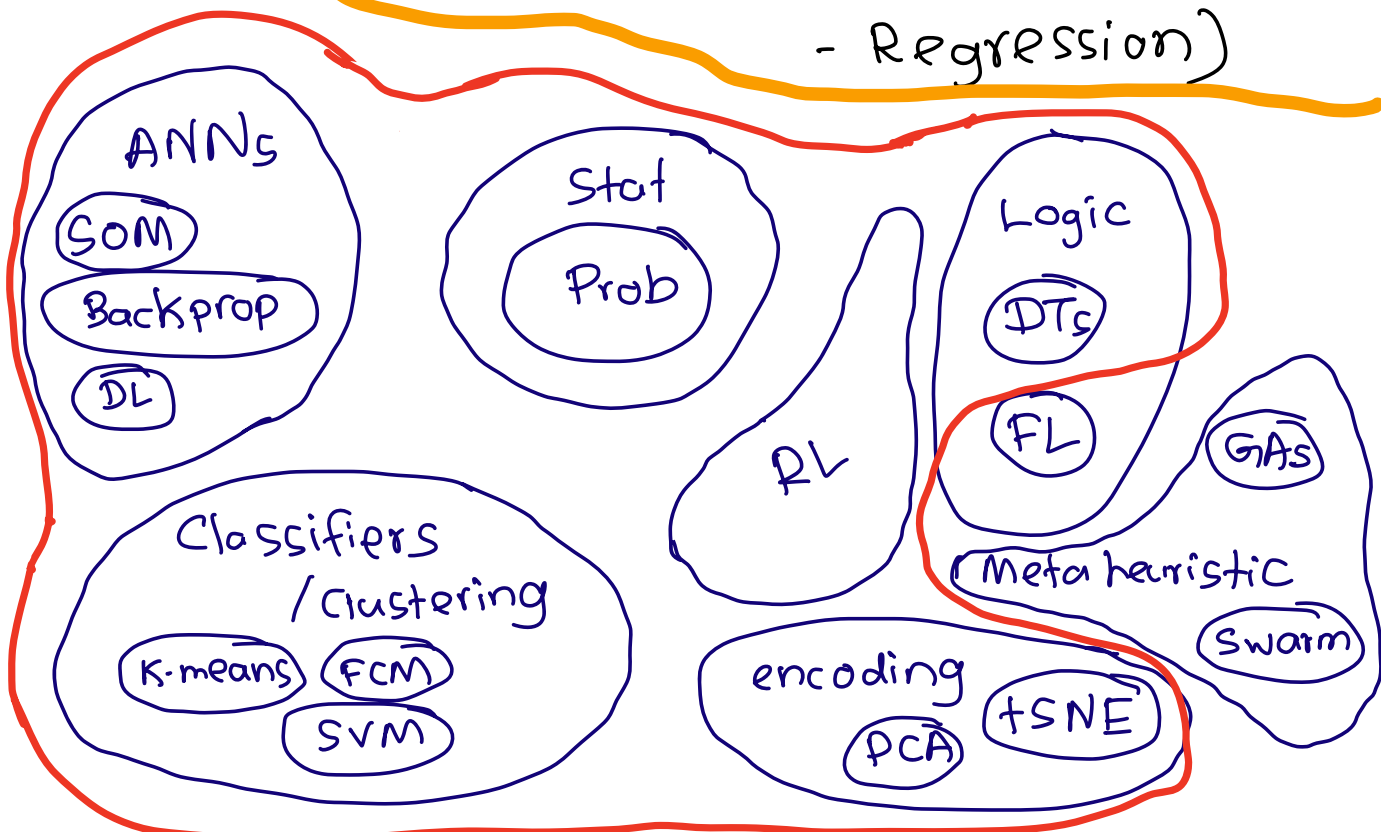 - Regression)
ANNs
SOM
Backprop
DL
Stat
Prob
RL
Logic
DTs
FL
GAs
Metaheuristic
Swarm
Classifiers
/Clustering
K-means
FCM
SVM
encoding
PCA
tSNE